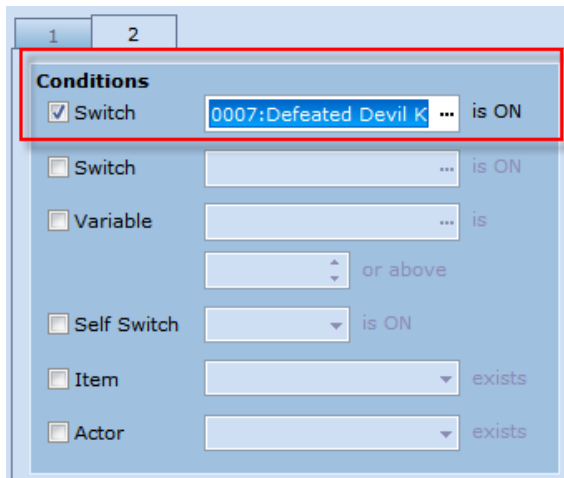 1 2
Conditions
Switch 0007:Defeated Devil K ... is ON
Switch ... is ON
Variable ... is
or above
Self Switch is ON
Item exists
Actor exists